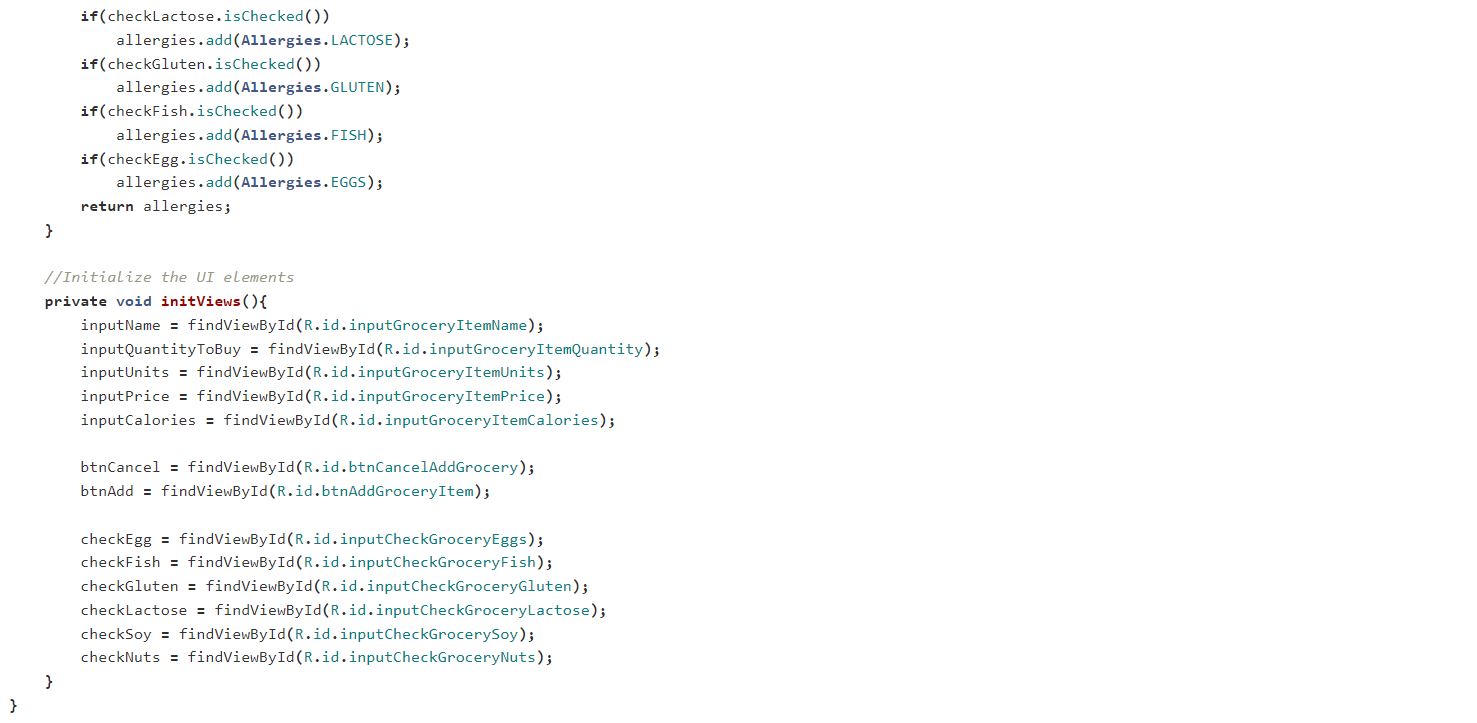 if(checkLactose.isChecked())
            allergies.add(Allergies.LACTOSE);
        if(checkGluten.isChecked())
            allergies.add(Allergies.GLUTEN);
        if(checkFish.isChecked())
            allergies.add(Allergies.FISH);
        if(checkEgg.isChecked())
            allergies.add(Allergies.EGGS);
        return allergies;
    }

    //Initialize the UI elements
    private void initViews(){
        inputName = findViewById(R.id.inputGroceryItemName);
        inputQuantityToBuy = findViewById(R.id.inputGroceryItemQuantity);
        inputUnits = findViewById(R.id.inputGroceryItemUnits);
        inputPrice = findViewById(R.id.inputGroceryItemPrice);
        inputCalories = findViewById(R.id.inputGroceryItemCalories);

        btnCancel = findViewById(R.id.btnCancelAddGrocery);
        btnAdd = findViewById(R.id.btnAddGroceryItem);

        checkEgg = findViewById(R.id.inputCheckGroceryEggs);
        checkFish = findViewById(R.id.inputCheckGroceryFish);
        checkGluten = findViewById(R.id.inputCheckGroceryGluten);
        checkLactose = findViewById(R.id.inputCheckGroceryLactose);
        checkSoy = findViewById(R.id.inputCheckGrocerySoy);
        checkNuts = findViewById(R.id.inputCheckGroceryNuts);
    }
}